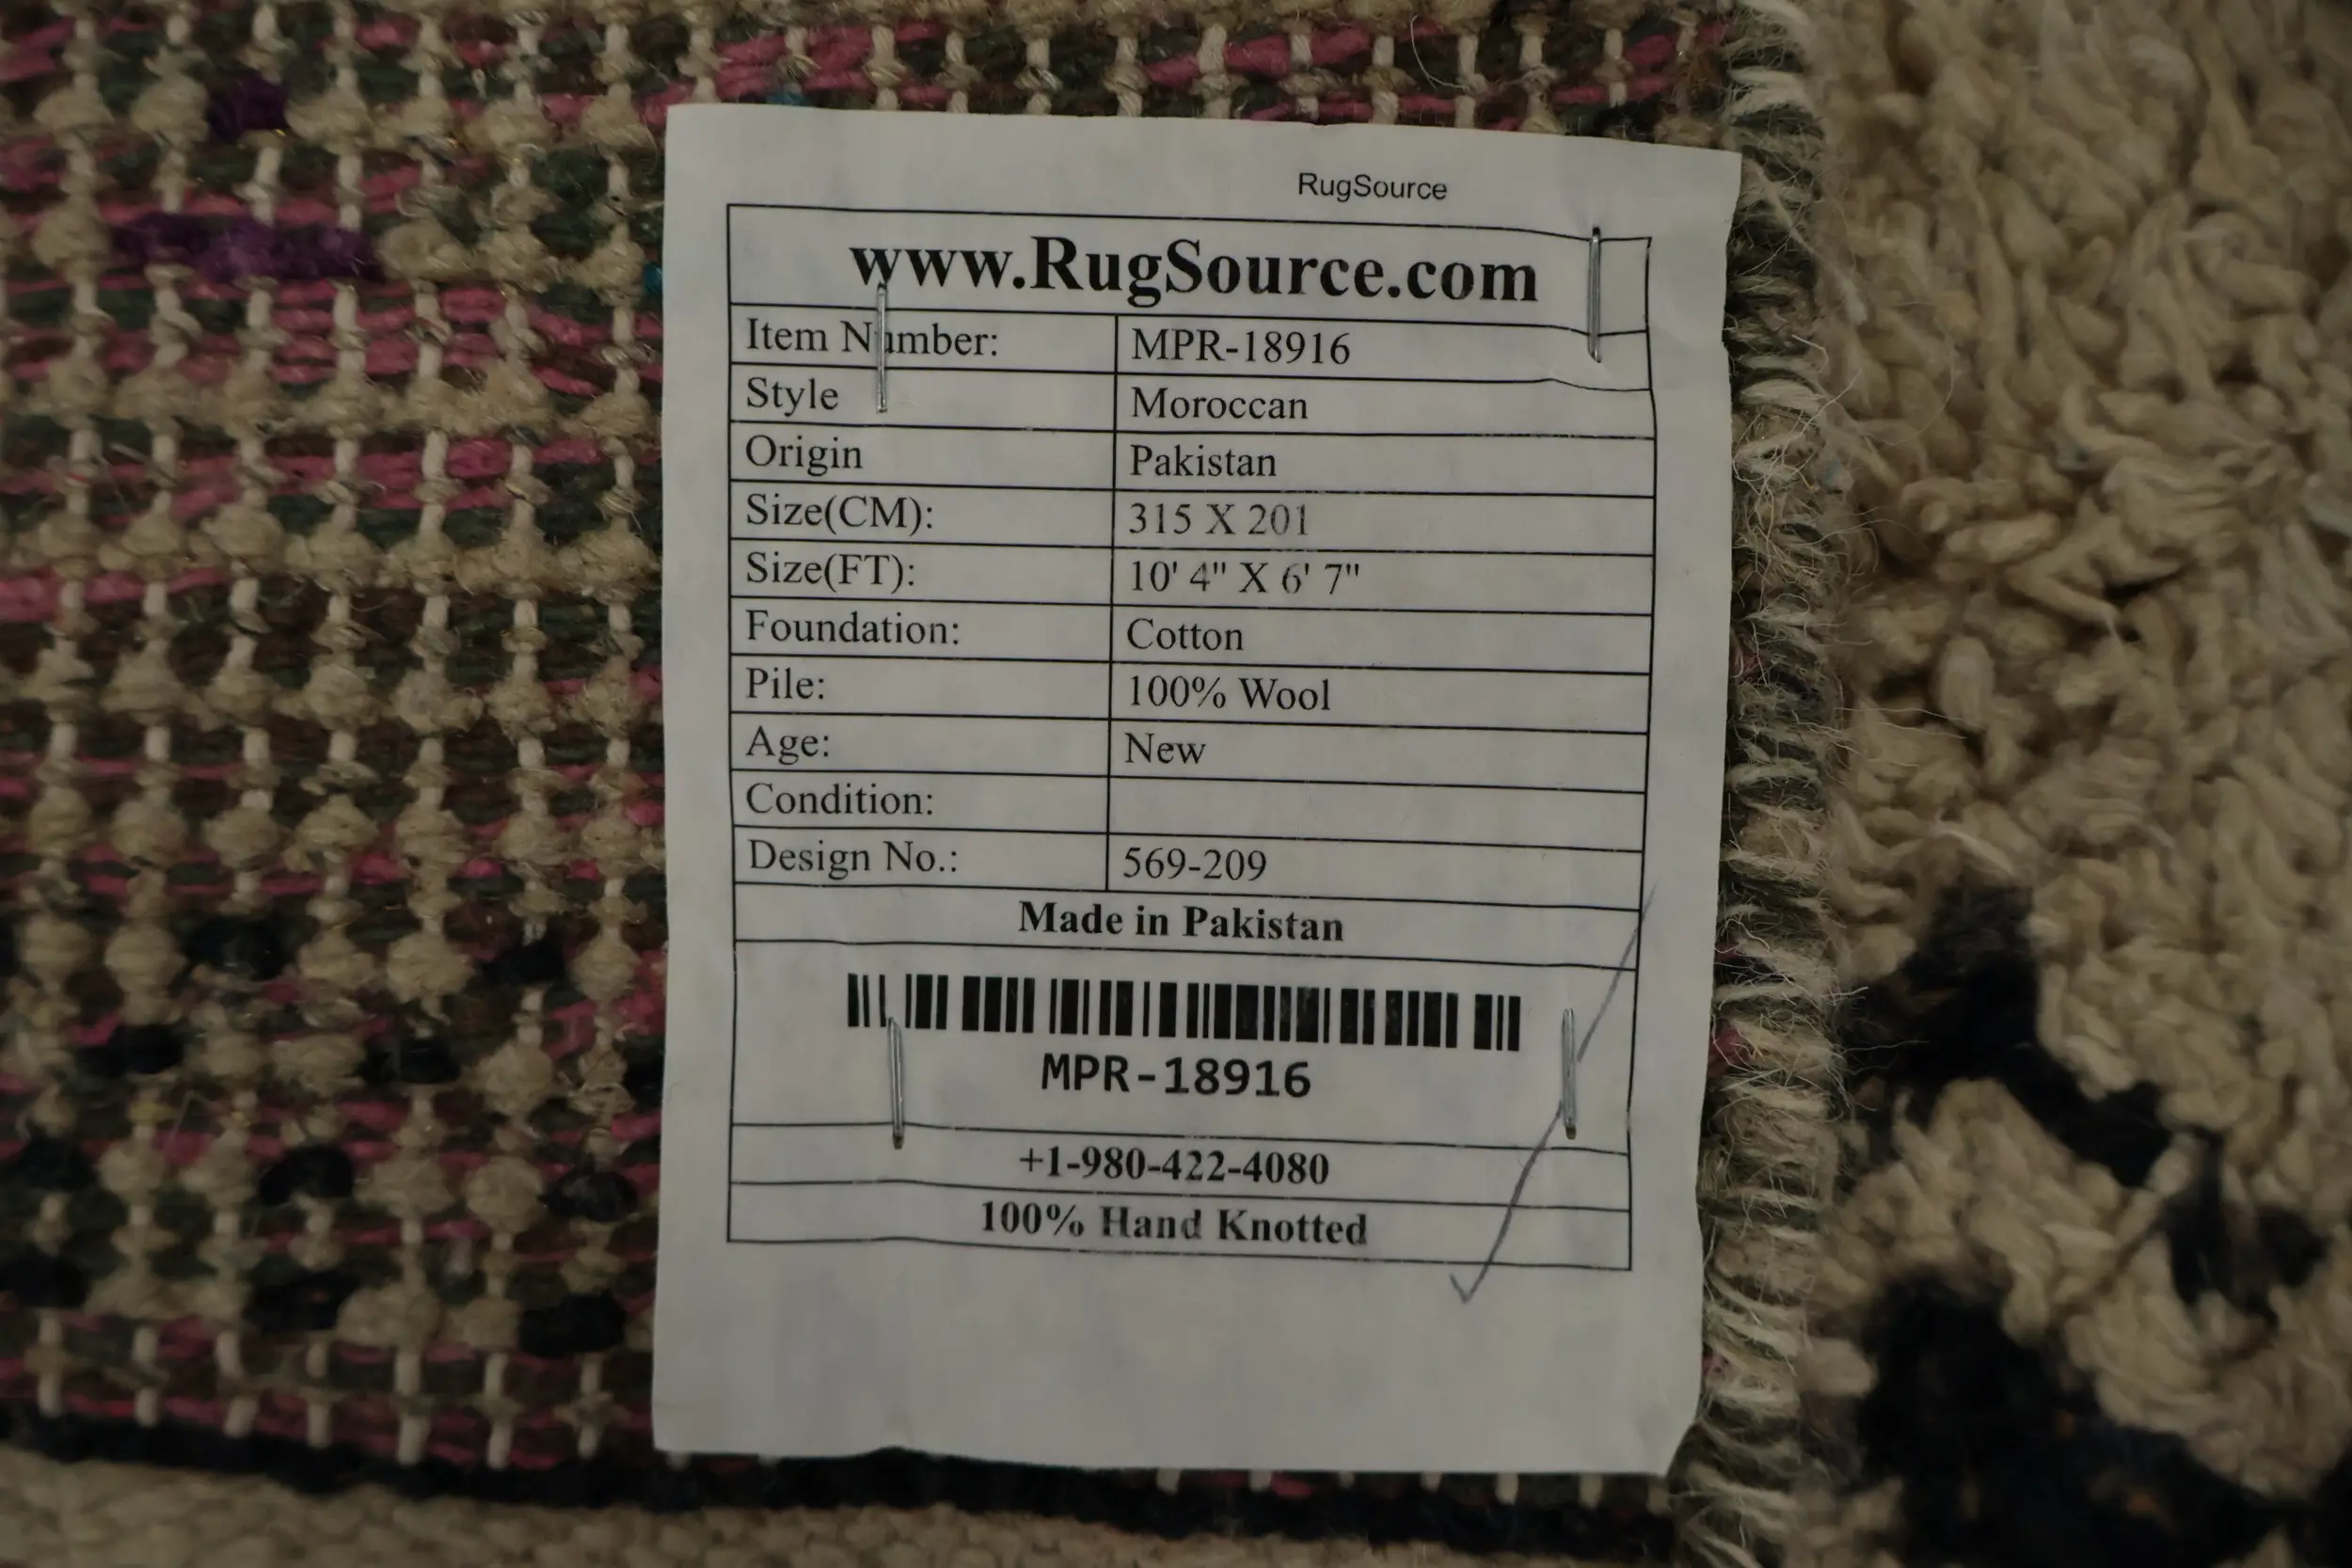 RugSource
www.RugSource.com
Item Number: MPR-18916
Style Moroccan
Origin Pakistan
Size(CM): 315 X 201
Size(FT): 10' 4" X 6' 7"
Foundation: Cotton
Pile: 100% Wool
Age: New
Condition:
Design No.: 569-209
Made in Pakistan
MPR-18916
+1-980-422-4080
100% Hand Knotted